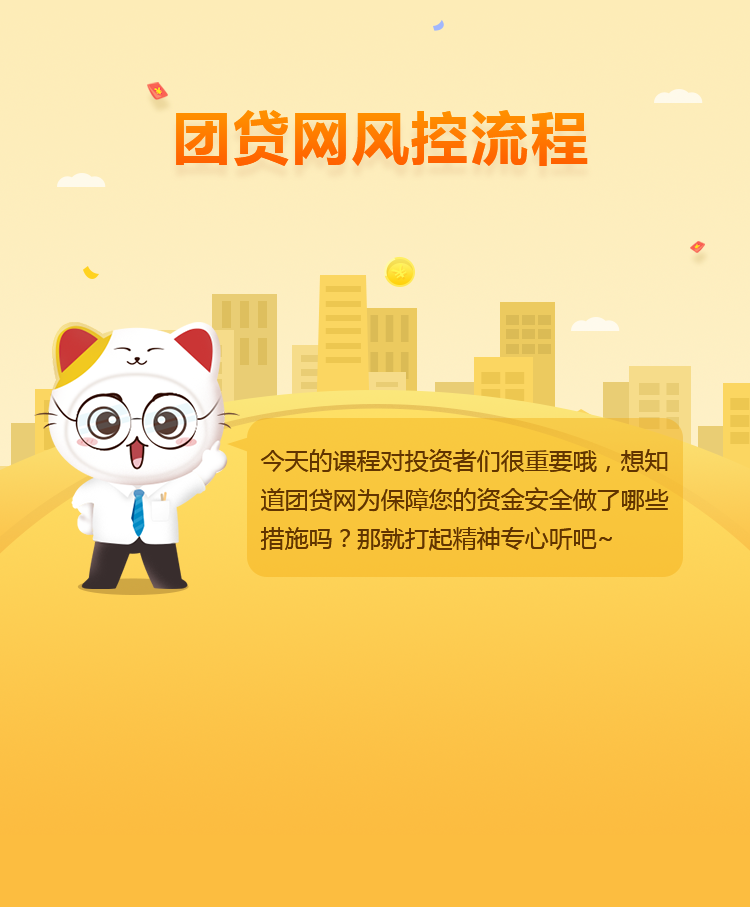 团贷网风控流程
今天的课程对投资者们很重要哦，想知
道团贷网为保障您的资金安全做了哪些
措施吗？那就打起精神专心听吧~